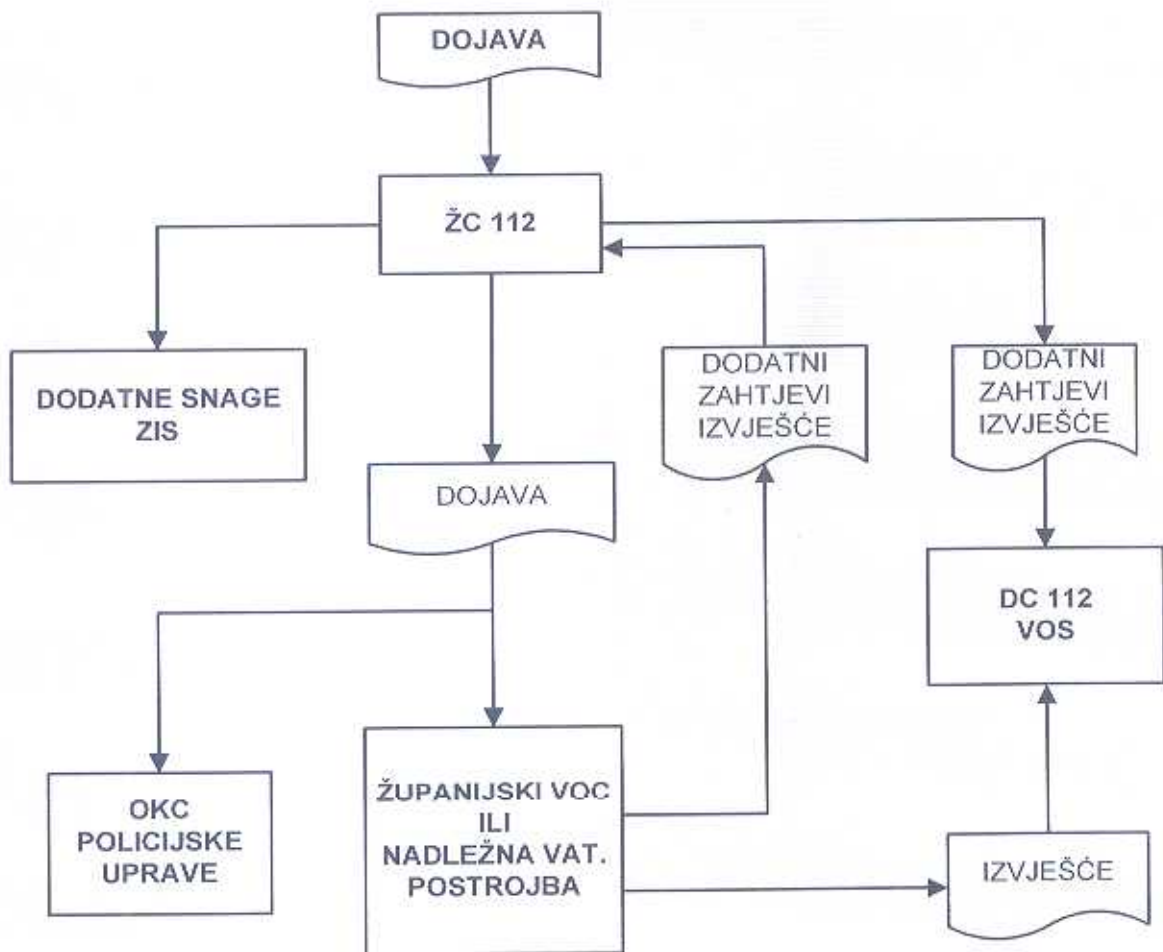 DOJAVA
ŽC 112
DODATNE SNAGE
ZIS
DODATNI
ZAHTJEVI
IZVJEŠĆE
DODATNI
ZAHTJEVI
IZVJEŠĆE
DOJAVA
DC 112
VOS
OKC
POLICIJSKE
UPRAVE
ŽUPANIJSKI VOC
ILI
NADLEŽNA VAT.
POSTROJBA
IZVJEŠĆE